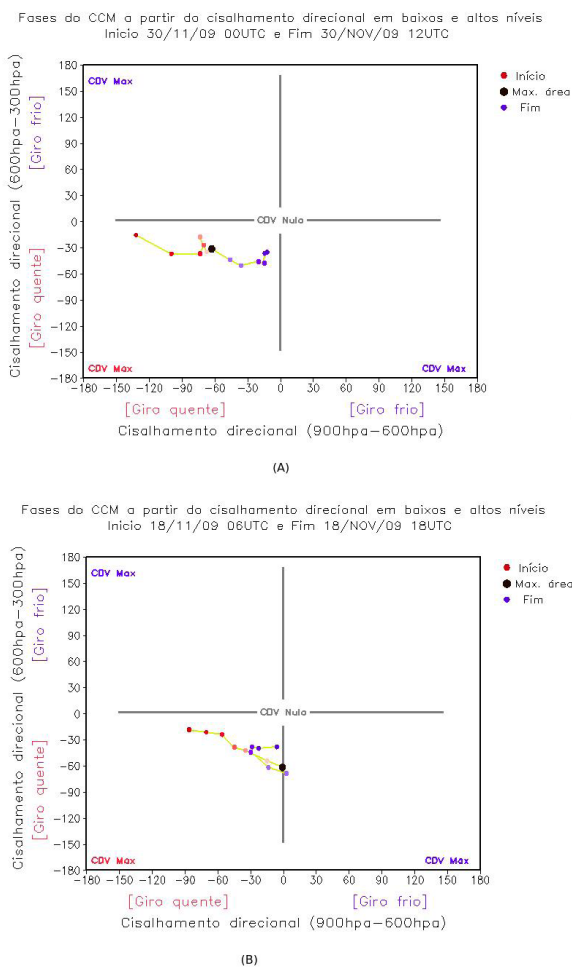 Fases do CCM a partir do cisalhamento direcional em baixos e altos níveis
Inicio 30/11/09 00UTC e Fim 30/NOV/09 12UTC
Cisalhamento direcional (600hpa-300hpa)
[Giro frio]
[Giro quente]
180
150
120
90
60
30
0
-30
-60
-90
-120
-150
-180
CDV Max
CDV Nula
CDV Max
CDV Max
Início
Max. área
Fim
-180 -150 -120 -90 -60 -30 0 30 60 90 120 150 180
[Giro quente] [Giro frio]
Cisalhamento direcional (900hpa-600hpa)
(A)
Fases do CCM a partir do cisalhamento direcional em baixos e altos níveis
Inicio 18/11/09 06UTC e Fim 18/NOV/09 18UTC
Cisalhamento direcional (600hpa-300hpa)
[Giro frio]
[Giro quente]
180
150
120
90
60
30
0
-30
-60
-90
-120
-150
-180
CDV Max
CDV Nula
CDV Max
CDV Max
Início
Max. área
Fim
-180 -150 -120 -90 -60 -30 0 30 60 90 120 150 180
[Giro quente] [Giro frio]
Cisalhamento direcional (900hpa-600hpa)
(B)